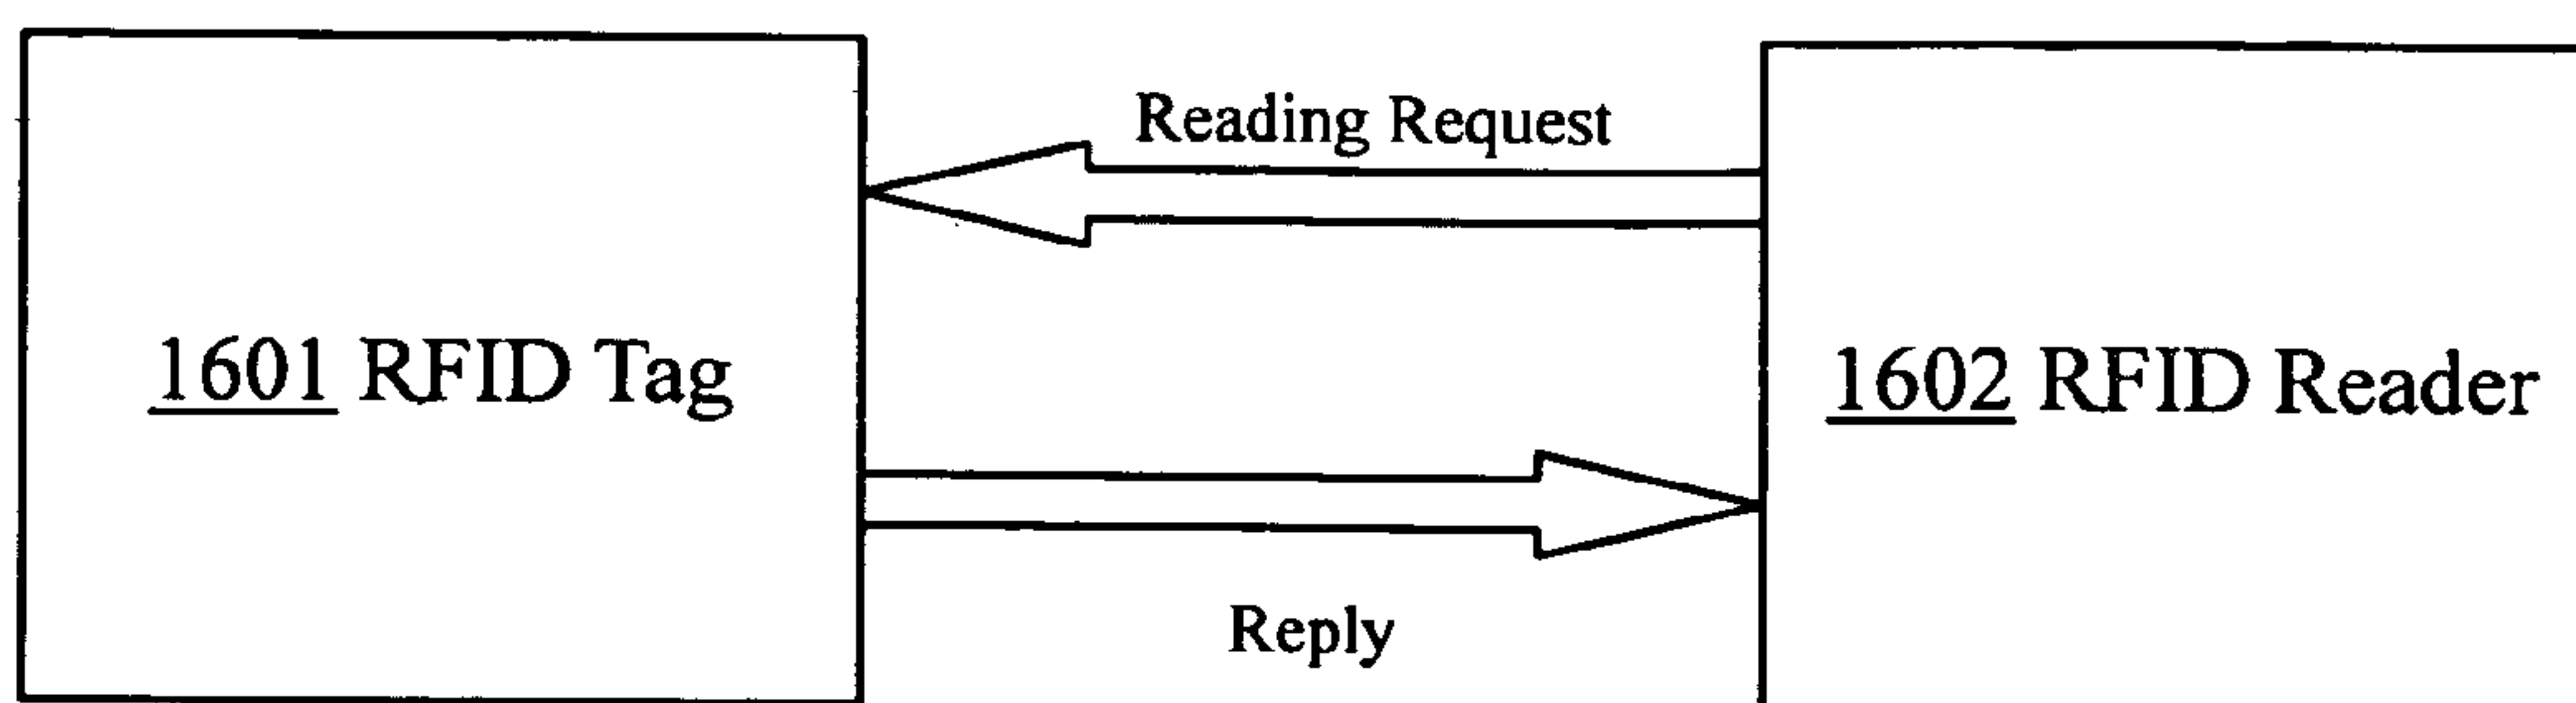 Reading Request
1601 RFID Tag
1602 RFID Reader
Reply